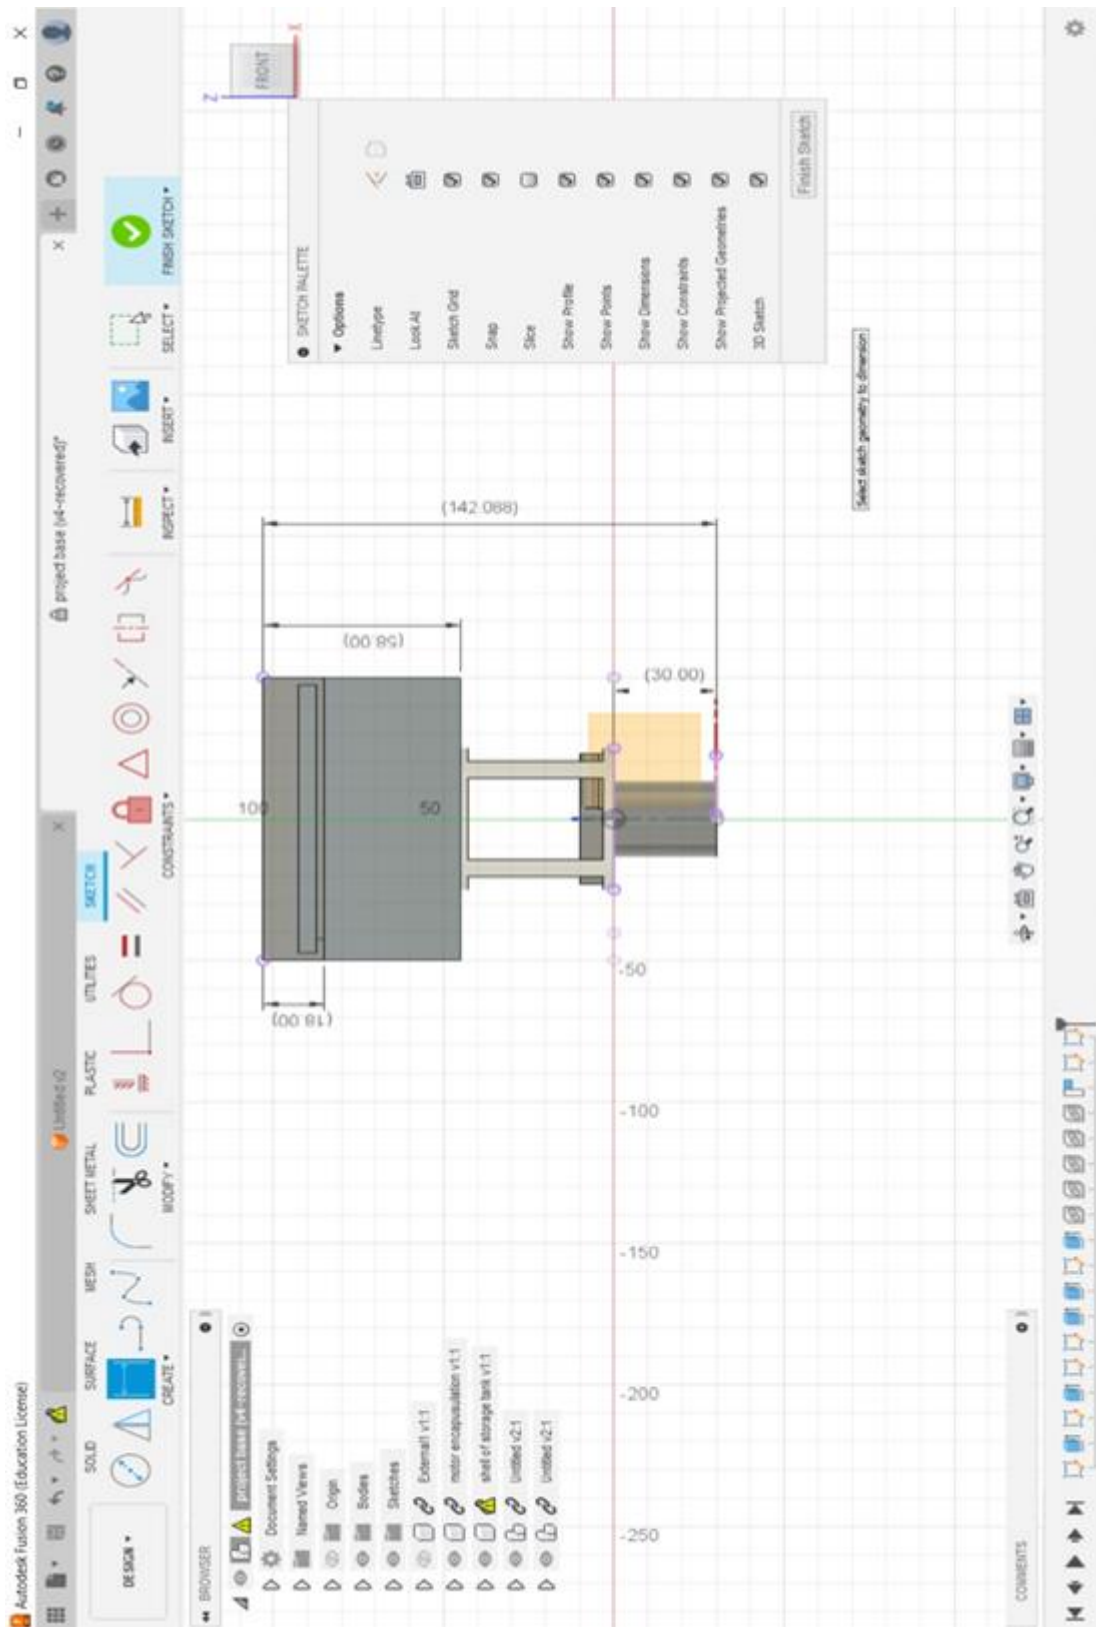 Autodesk Fusion 360 (Education License)
Untitled v2
project base (v4~recovered)*
DESIGN
SOLID
SURFACE
MESH
SHEET METAL
PLASTIC
UTILITIES
SKETCH
CREATE
MODIFY
CONSTRAINTS
INSPECT
INSERT
SELECT
FINISH SKETCH
BROWSER
project base (v4~recover...
Document Settings
Named Views
Origin
Bodies
Sketches
External1 v1:1
motor encapusulation v1:1
shell of storage tank v1:1
Untitled v2:1
Untitled v2:1
FRONT
Z
X
SKETCH PALETTE
Options
Linetype
Look At
Sketch Grid
Snap
Slice
Show Profile
Show Points
Show Dimensions
Show Constraints
Show Projected Geometries
3D Sketch
Finish Sketch
(142.088)
(58.00)
(30.00)
(18.00)
100
50
-50
-100
-150
-200
-250
Select sketch geometry to dimension
COMMENTS